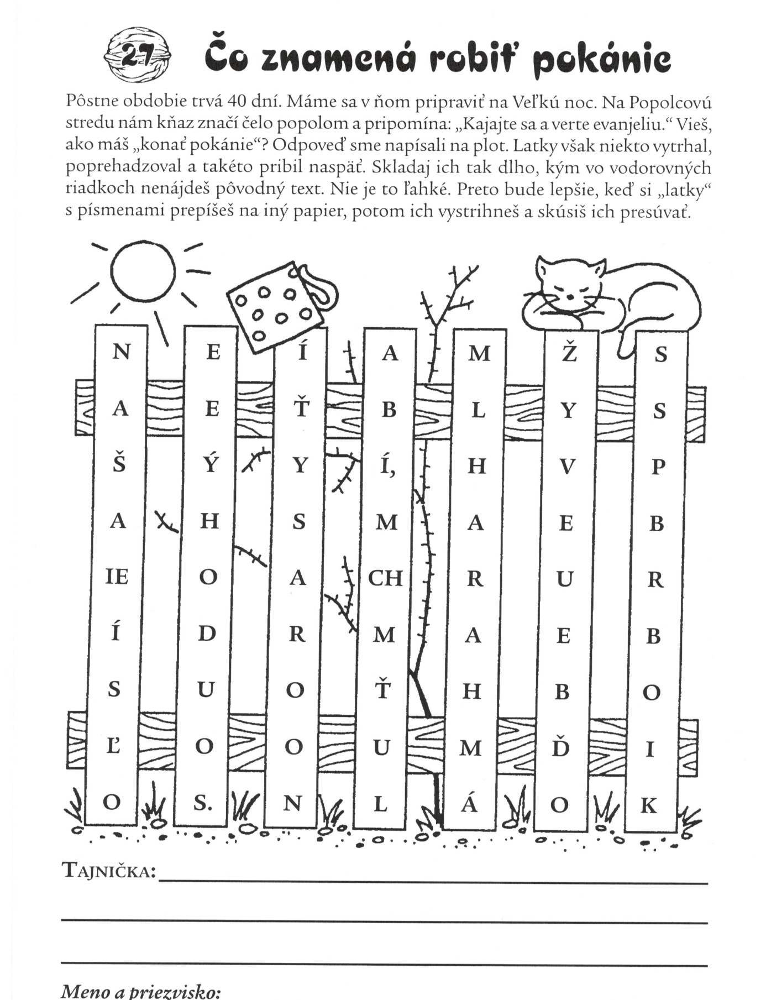 27
Čo znamená robiť pokánie
Pôstne obdobie trvá 40 dní. Máme sa v ňom pripraviť na Veľkú noc. Na Popolcovú
stredu nám kňaz značí čelo popolom a pripomína: „Kajajte sa a verte evanjeliu.“ Vieš,
ako máš „konať pokánie“? Odpoveď sme napísali na plot. Latky však niekto vytrhal,
poprehadzoval a takéto pribil naspäť. Skladaj ich tak dlho, kým vo vodorovných
riadkoch nenájdeš pôvodný text. Nie je to ľahké. Preto bude lepšie, keď si „latky“
s písmenami prepíšeš na iný papier, potom ich vystrihneš a skúsiš ich presúvať.
N E Í A M Ž S
A E Ť B L Y S
Š Ý Y Í, H V P
A H S M A E B
IE O A CH R U R
Í D R M A E B
S U O Ť H B O
Ľ O O U M Ď I
O S. N L Á O K
TAJNIČKA:
Meno a priezvisko: